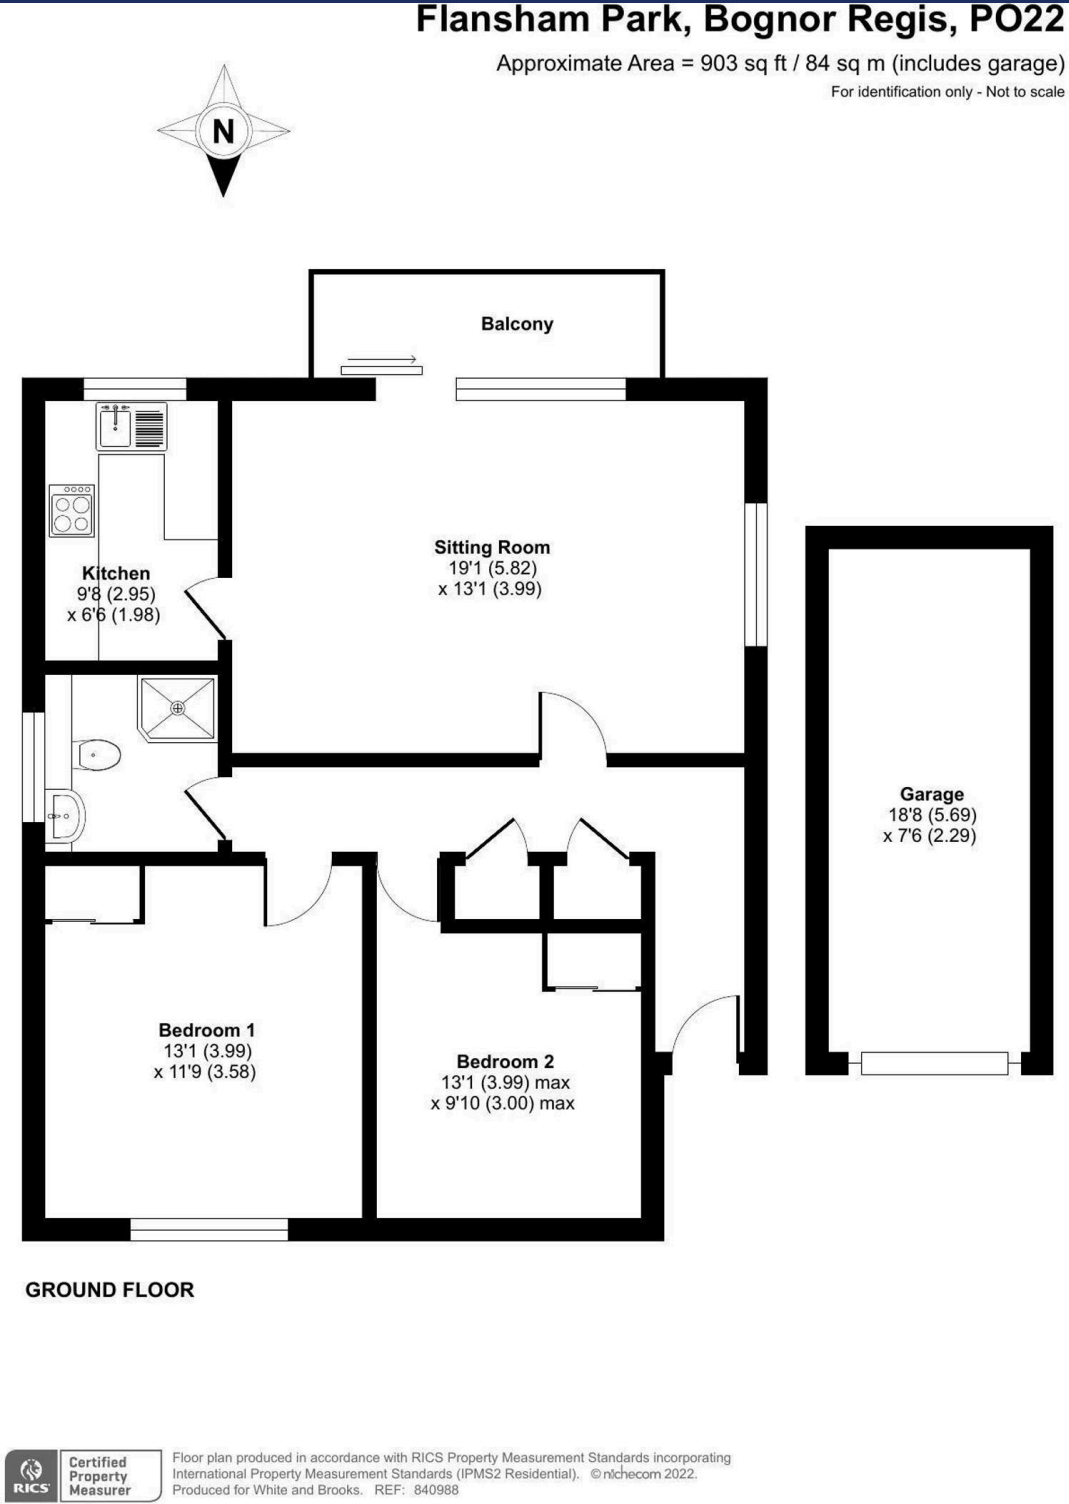 Flansham Park, Bognor Regis, PO22
Approximate Area = 903 sq ft / 84 sq m (includes garage)
For identification only - Not to scale
N
Balcony
Sitting Room
19'1 (5.82)
x 13'1 (3.99)
Kitchen
9'8 (2.95)
x 6'6 (1.98)
Garage
18'8 (5.69)
x 7'6 (2.29)
Bedroom 1
13'1 (3.99)
x 11'9 (3.58)
Bedroom 2
13'1 (3.99) max
x 9'10 (3.00) max
GROUND FLOOR
RICS
Certified
Property
Measurer
Floor plan produced in accordance with RICS Property Measurement Standards incorporating
International Property Measurement Standards (IPMS2 Residential). © nichecom 2022.
Produced for White and Brooks. REF: 840988